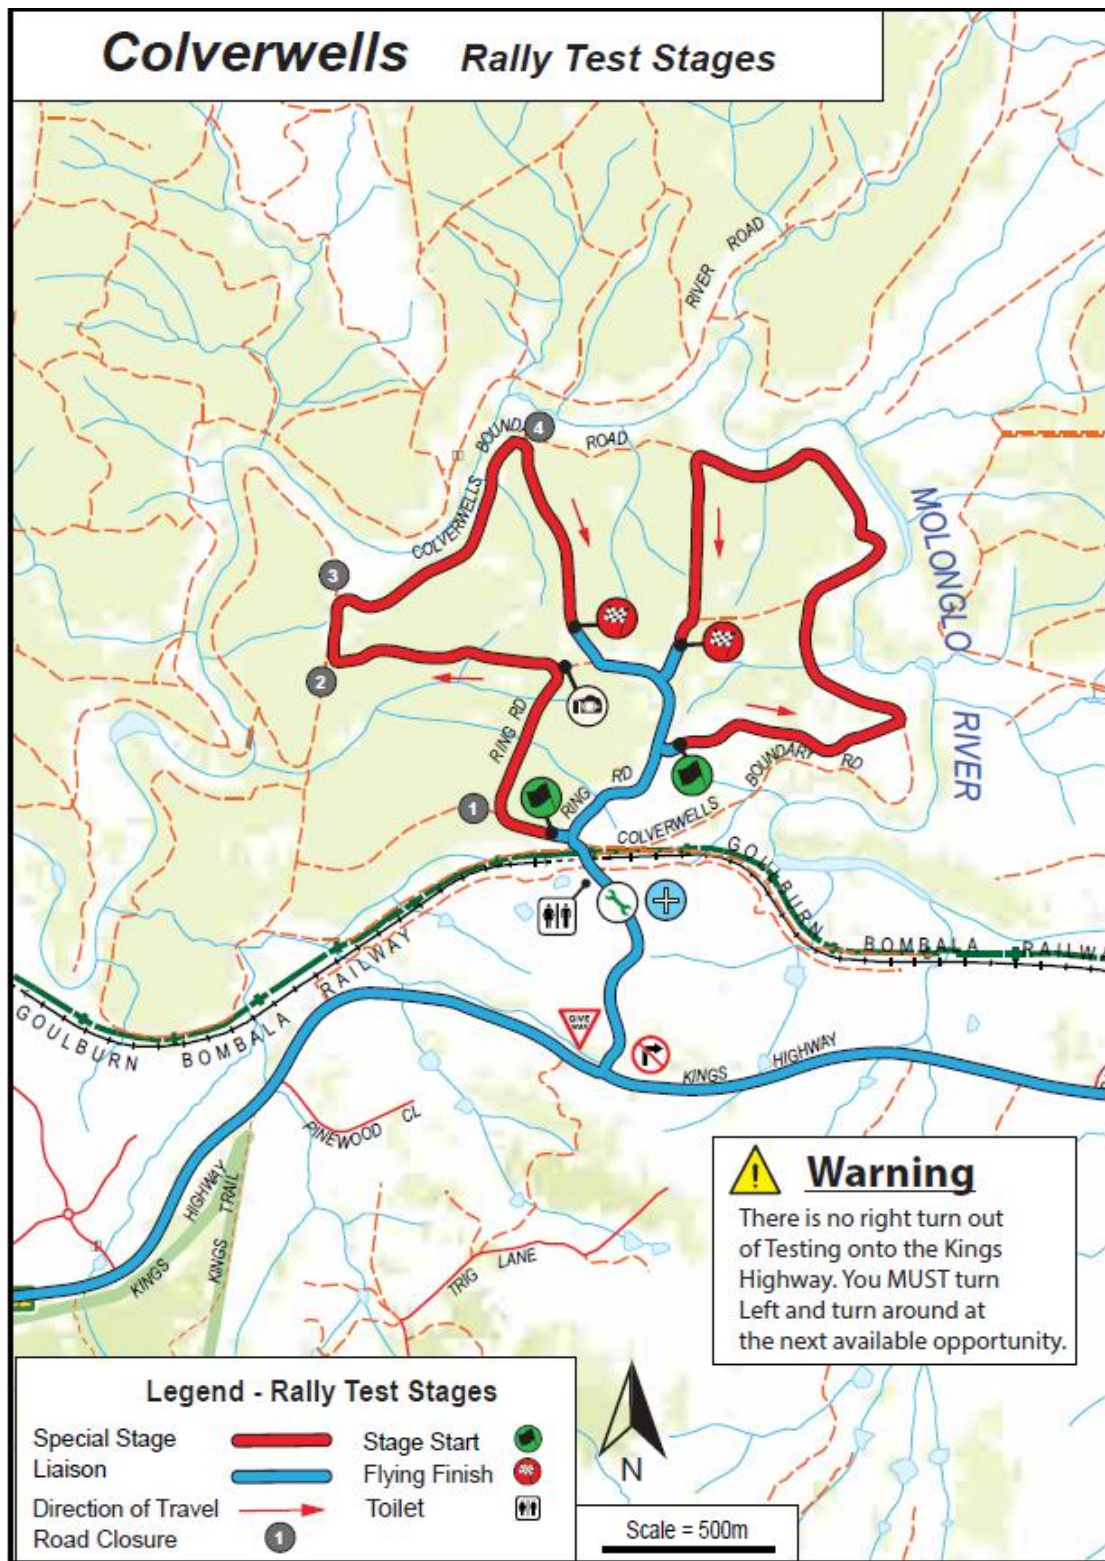 Colverwells Rally Test Stages
RIVER ROAD
4
COLVERWELLS
ROAD
MOLONGLO
RIVER
3
2
RING RD
1
RING RD
COLVERWELLS
BOUNDARY RD
GOULBURN
BOMBALA
GOULBURN
BOMBALA
RAILWAY
GIVE
WAY
KINGS
HIGHWAY
PINEWOOD CL
HIGHWAY
KINGS
KINGS
TRAIL
TRIG
LANE
Warning
There is no right turn out
of Testing onto the Kings
Highway. You MUST turn
Left and turn around at
the next available opportunity.
Legend - Rally Test Stages
Special Stage
Liaison
Direction of Travel
Road Closure
1
Stage Start
Flying Finish
Toilet
N
Scale = 500m